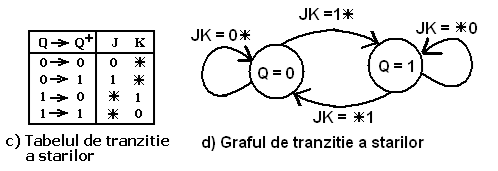 Q → Q⁺ J K
0 → 0 0 *
0 → 1 1 *
1 → 0 * 1
1 → 1 * 0
c) Tabelul de tranzitie
a starilor
JK = 0*
JK =1*
JK = *0
Q = 0
Q = 1
JK = *1
d) Graful de tranzitie a starilor